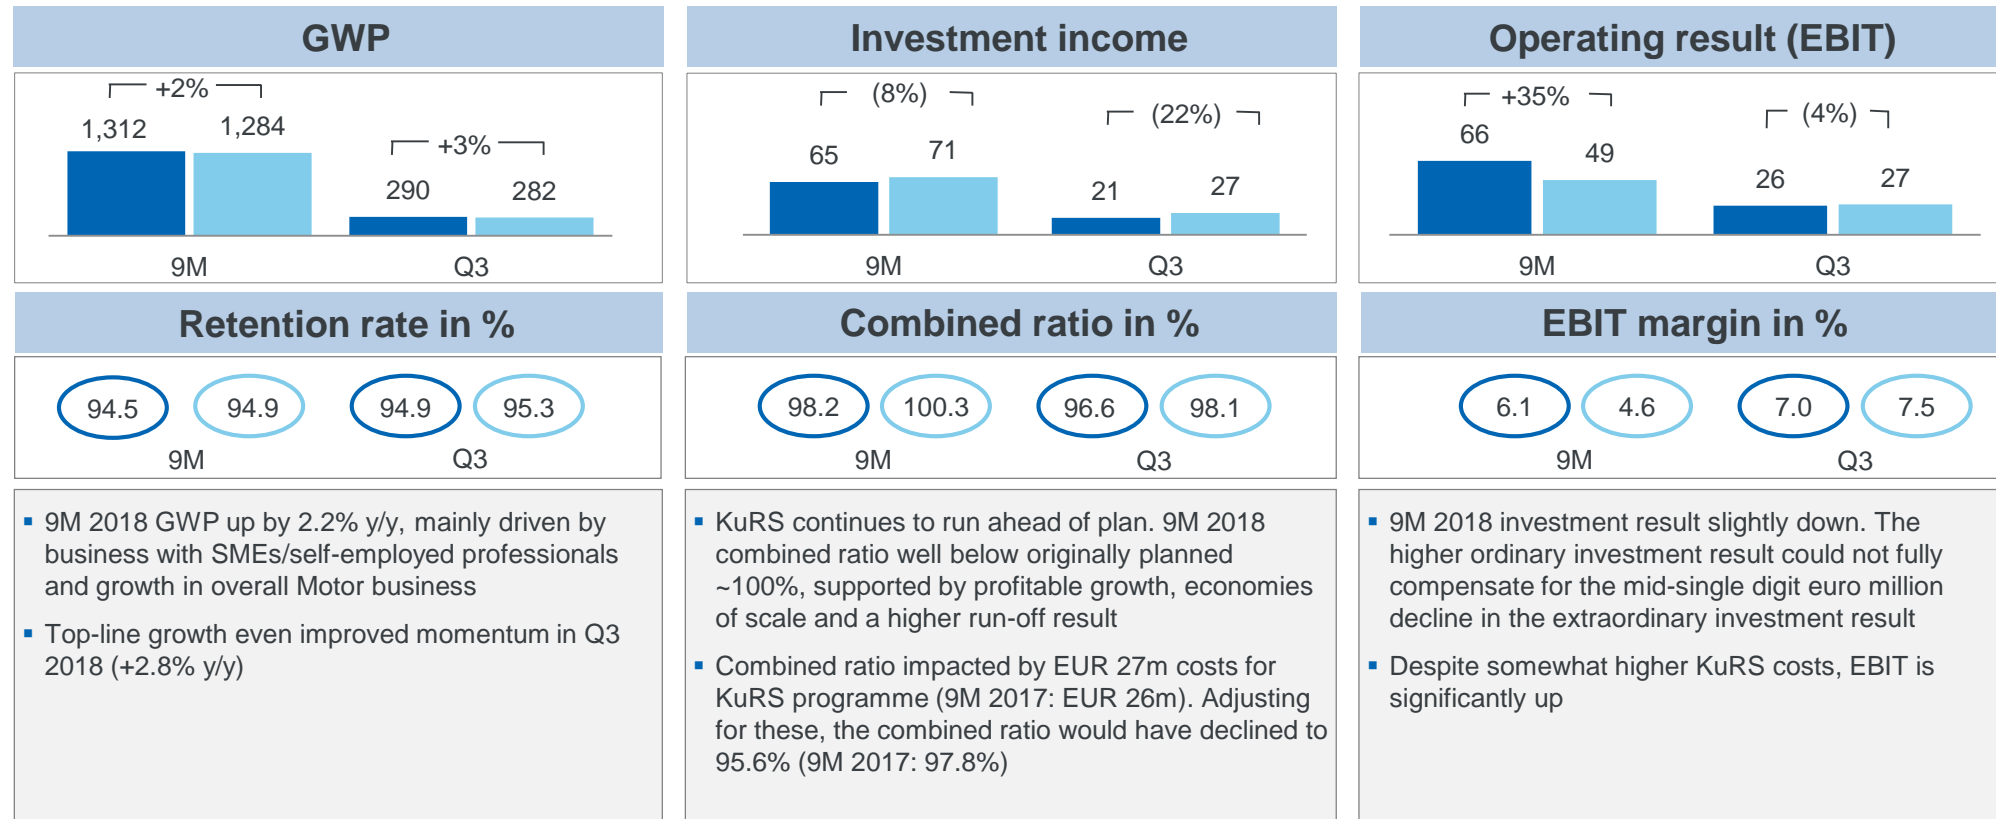 GWP
+2%
1,312
1,284
+3%
290
282
9M
Q3
Investment income
(8%)
65
71
(22%)
21
27
9M
Q3
Operating result (EBIT)
+35%
66
49
(4%)
26
27
9M
Q3
Retention rate in %
94.5
94.9
94.9
95.3
9M
Q3
Combined ratio in %
98.2
100.3
96.6
98.1
9M
Q3
EBIT margin in %
6.1
4.6
7.0
7.5
9M
Q3
▪ 9M 2018 GWP up by 2.2% y/y, mainly driven by
business with SMEs/self-employed professionals
and growth in overall Motor business
▪ Top-line growth even improved momentum in Q3
2018 (+2.8% y/y)
▪ KuRS continues to run ahead of plan. 9M 2018
combined ratio well below originally planned
~100%, supported by profitable growth, economies
of scale and a higher run-off result
▪ Combined ratio impacted by EUR 27m costs for
KuRS programme (9M 2017: EUR 26m). Adjusting
for these, the combined ratio would have declined to
95.6% (9M 2017: 97.8%)
▪ 9M 2018 investment result slightly down. The
higher ordinary investment result could not fully
compensate for the mid-single digit euro million
decline in the extraordinary investment result
▪ Despite somewhat higher KuRS costs, EBIT is
significantly up